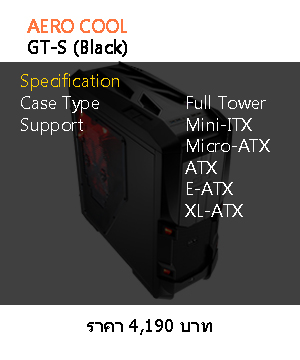 AERO COOL
GT-S (Black)
Specification
Case Type Full Tower
Support Mini-ITX
Micro-ATX
ATX
E-ATX
XL-ATX
ราคา 4,190 บาท